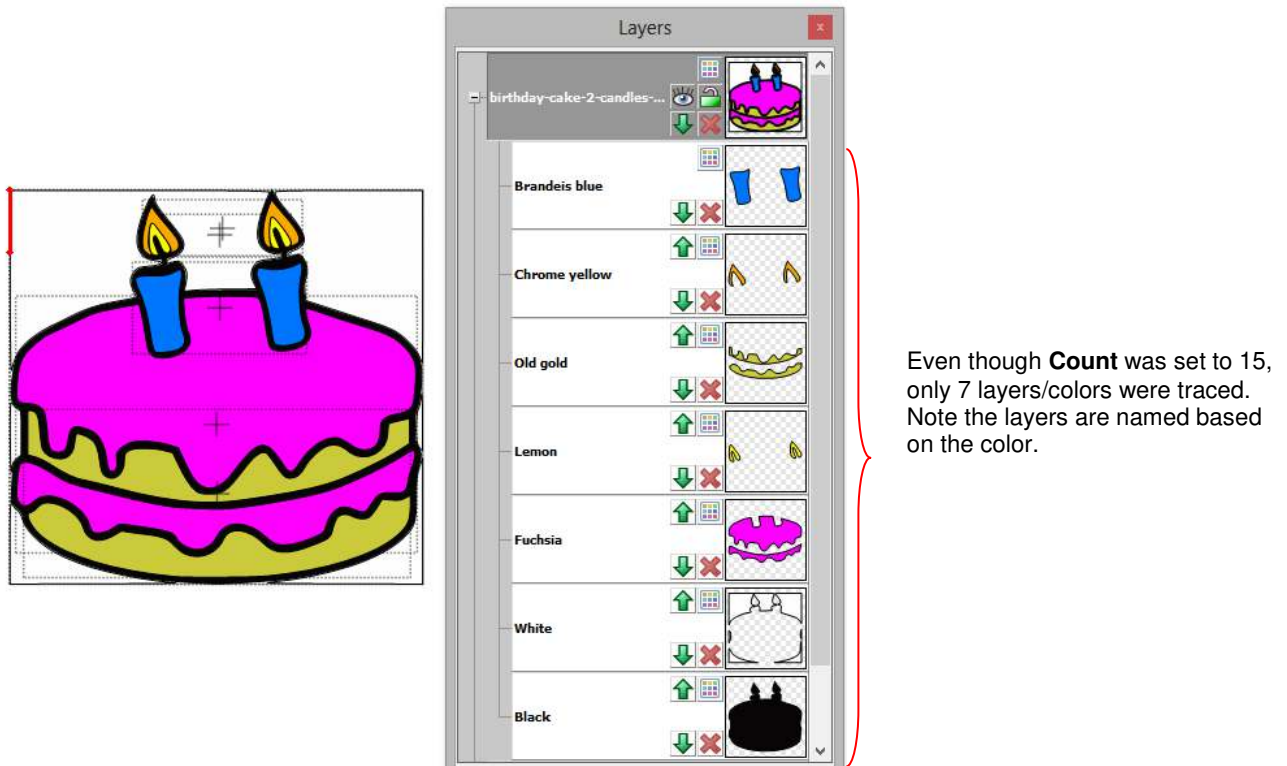 Layers
x
birthday-cake-2-candles-...
Brandeis blue
Chrome yellow
Old gold
Lemon
Fuchsia
White
Black
Even though Count was set to 15,
only 7 layers/colors were traced.
Note the layers are named based
on the color.